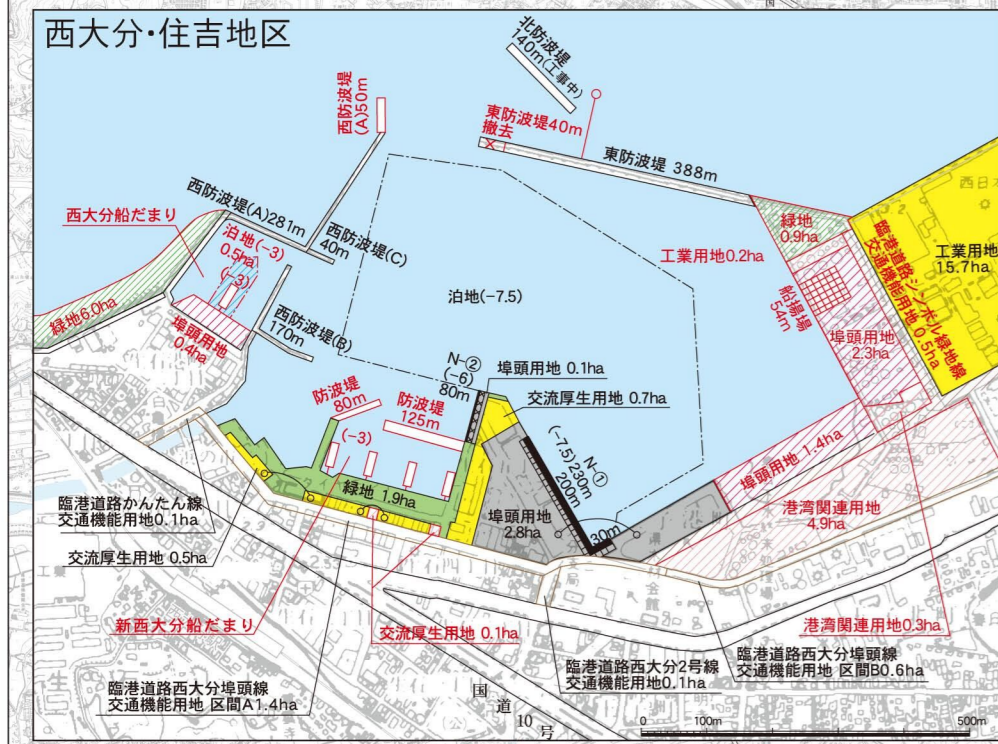 西大分・住吉地区
北防波堤
140m(工事中)
西防波堤
(A)50m
東防波堤40m
撤去
東防波堤 388m
西大分船だまり
西防波堤(A)281m
西防波堤(C)
40m
泊地(-3)
0.5ha
(-3)
緑地6.0ha
埠頭用地
0.4ha
西防波堤(B)
170m
泊地(-7.5)
工業用地0.2ha
緑地
0.9ha
船揚場
54m
埠頭用地
2.3ha
臨港道路シンボル緑地線
交通機能用地 0.5ha
西日本
工業用地
15.7ha
N-②
(-6)
80m
埠頭用地 0.1ha
交流厚生用地 0.7ha
防波堤
80m
防波堤
125m
(-3)
緑地 1.9ha
埠頭用地
2.8ha
N-①
(-7.5)230m
200m
30m
埠頭用地 1.4ha
港湾関連用地
4.9ha
臨港道路かんたん線
交通機能用地0.1ha
交流厚生用地 0.5ha
新西大分船だまり
交流厚生用地 0.1ha
港湾関連用地0.3ha
臨港道路西大分埠頭線
交通機能用地 区間A1.4ha
臨港道路西大分2号線
交通機能用地0.1ha
臨港道路西大分埠頭線
交通機能用地 区間B0.6ha
国道10号
0 100m 500m